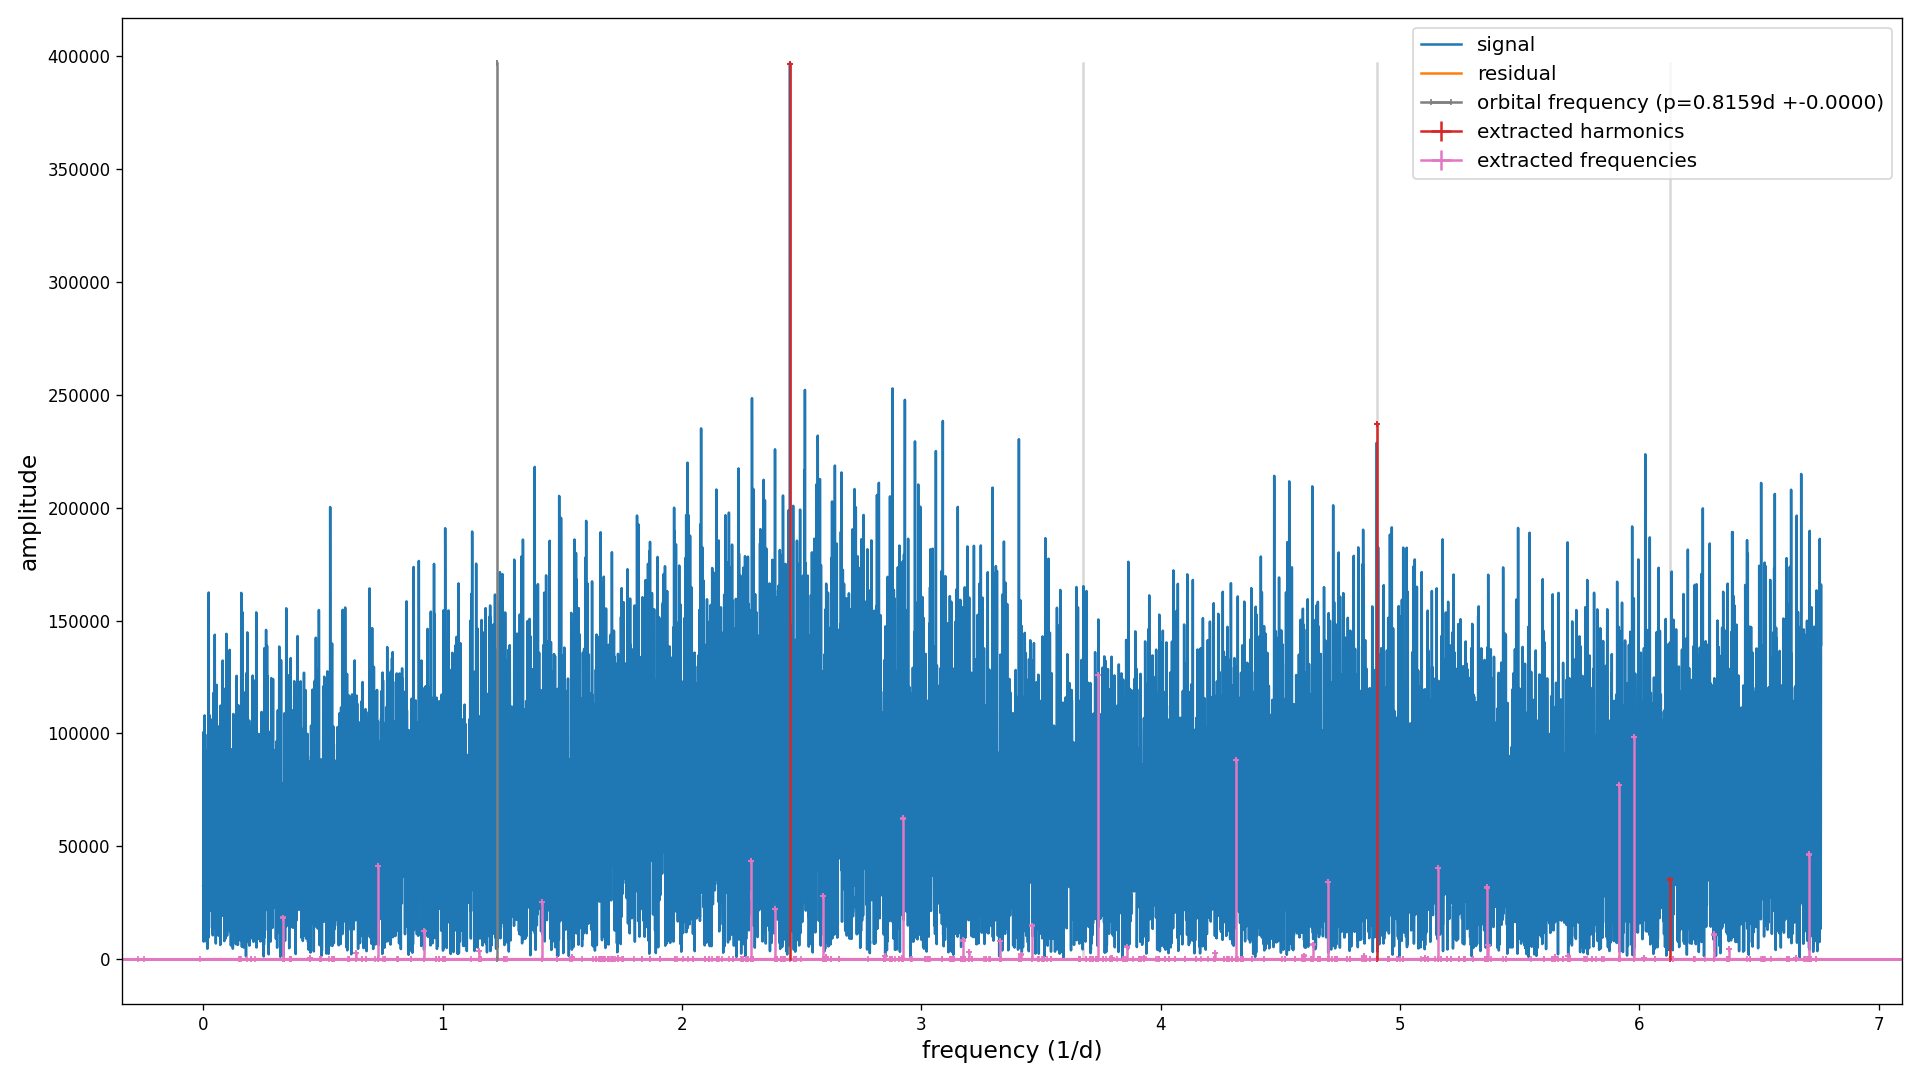 400000
350000
300000
250000
200000
150000
100000
50000
0
amplitude
signal
residual
orbital frequency (p=0.8159d +-0.0000)
extracted harmonics
extracted frequencies
0 1 2 3 4 5 6 7
frequency (1/d)